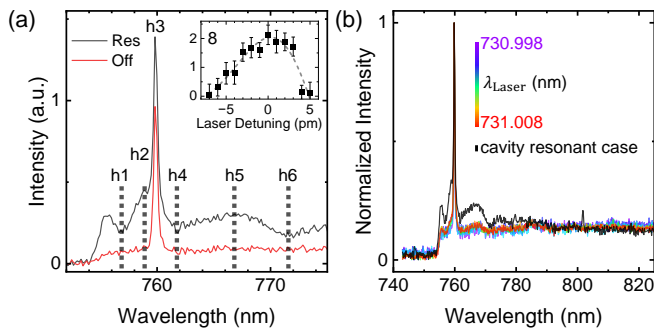 (a)
h3
Res
Off
8
2
1
0
−5 0 5
Laser Detuning (pm)
1
h2
h1
h4
h5
h6
0
Intensity (a.u.)
760 770
Wavelength (nm)
(b)
1
730.998
λLaser (nm)
731.008
cavity resonant case
0
Normalized Intensity
740 760 780 800 820
Wavelength (nm)